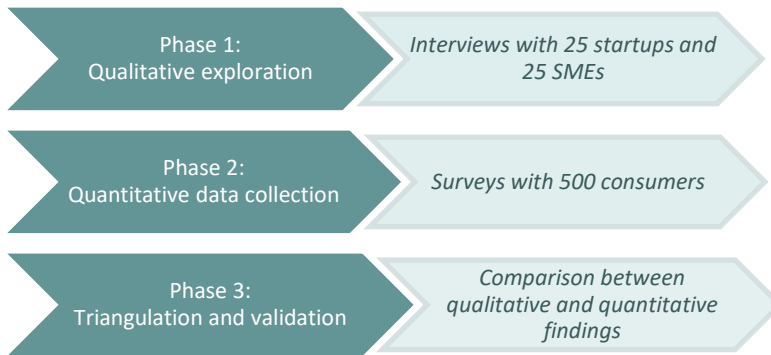 Phase 1:
Qualitative exploration
Interviews with 25 startups and
25 SMEs
Phase 2:
Quantitative data collection
Surveys with 500 consumers
Phase 3:
Triangulation and validation
Comparison between
qualitative and quantitative
findings